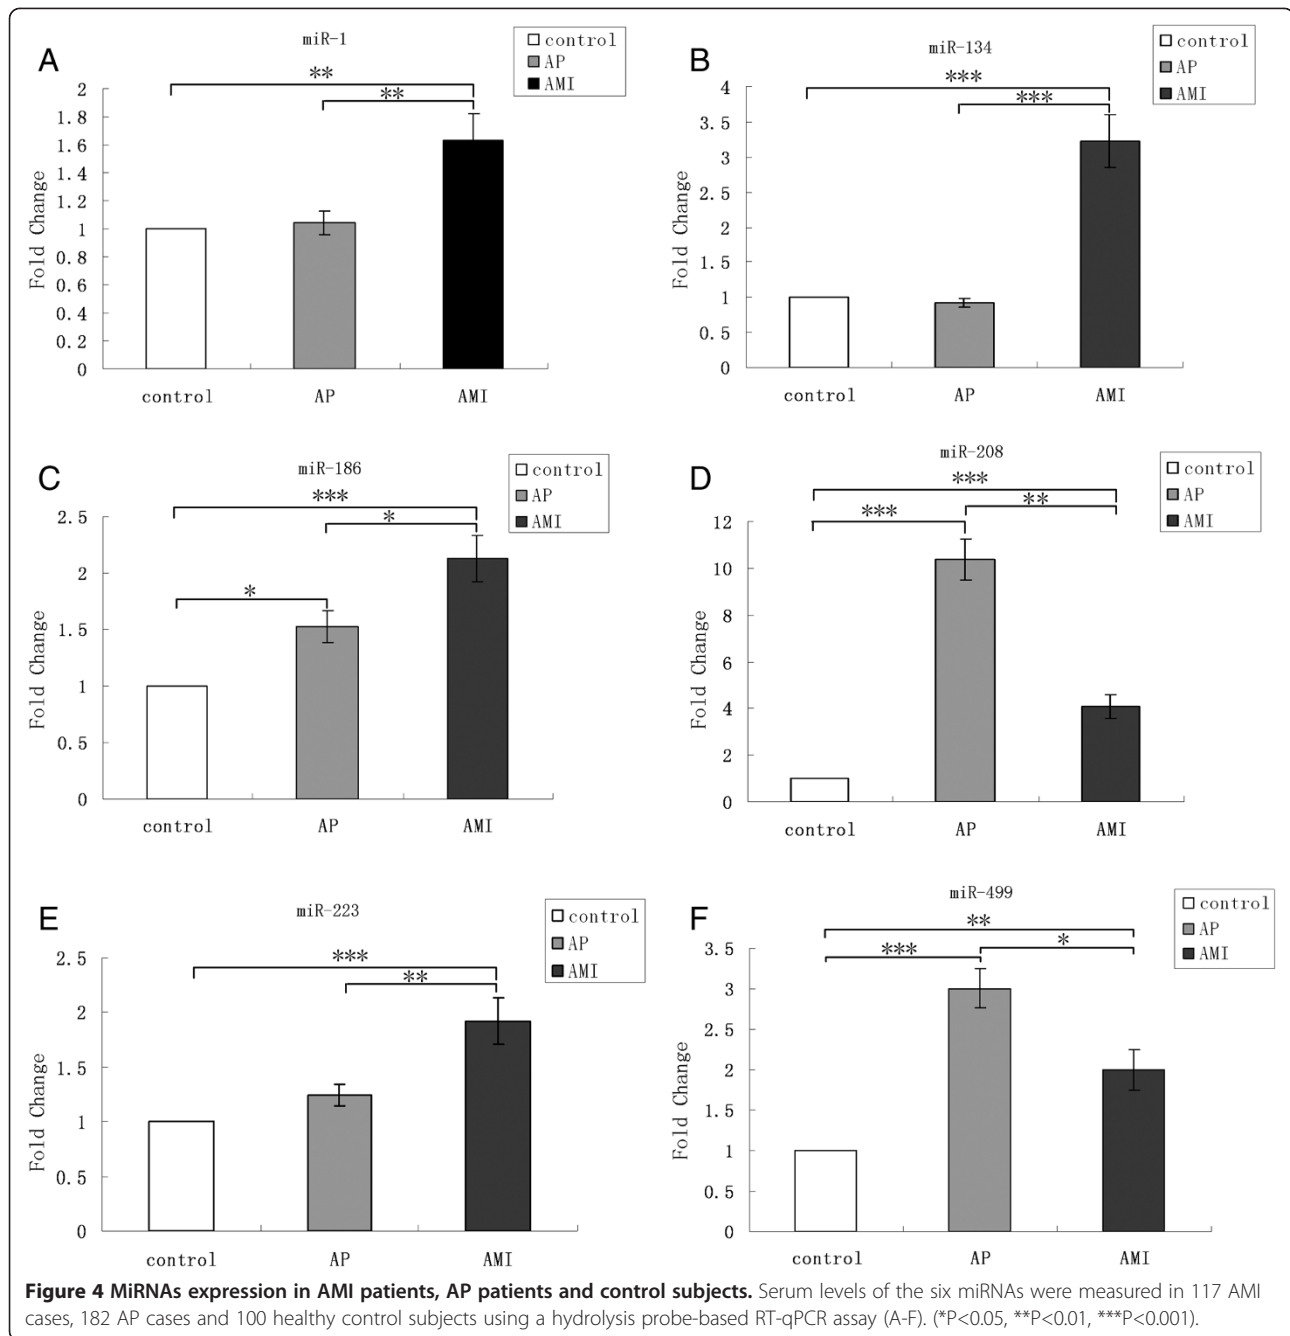 A
miR-1
control
AP
AMI
**
**
Fold Change
2
1.8
1.6
1.4
1.2
1
0.8
0.6
0.4
0.2
0
control AP AMI
B
miR-134
control
AP
AMI
***
***
Fold Change
4
3.5
3
2.5
2
1.5
1
0.5
0
control AP AMI
C
miR-186
control
AP
AMI
***
*
*
Fold Change
2.5
2
1.5
1
0.5
0
control AP AMI
D
miR-208
control
AP
AMI
***
**
***
Fold Change
12
10
8
6
4
2
0
control AP AMI
E
miR-223
control
AP
AMI
***
**
Fold Change
2.5
2
1.5
1
0.5
0
control AP AMI
F
miR-499
control
AP
AMI
**
*
***
Fold Change
3.5
3
2.5
2
1.5
1
0.5
0
control AP AMI
Figure 4 MiRNAs expression in AMI patients, AP patients and control subjects. Serum levels of the six miRNAs were measured in 117 AMI
cases, 182 AP cases and 100 healthy control subjects using a hydrolysis probe-based RT-qPCR assay (A-F). (*P<0.05, **P<0.01, ***P<0.001).